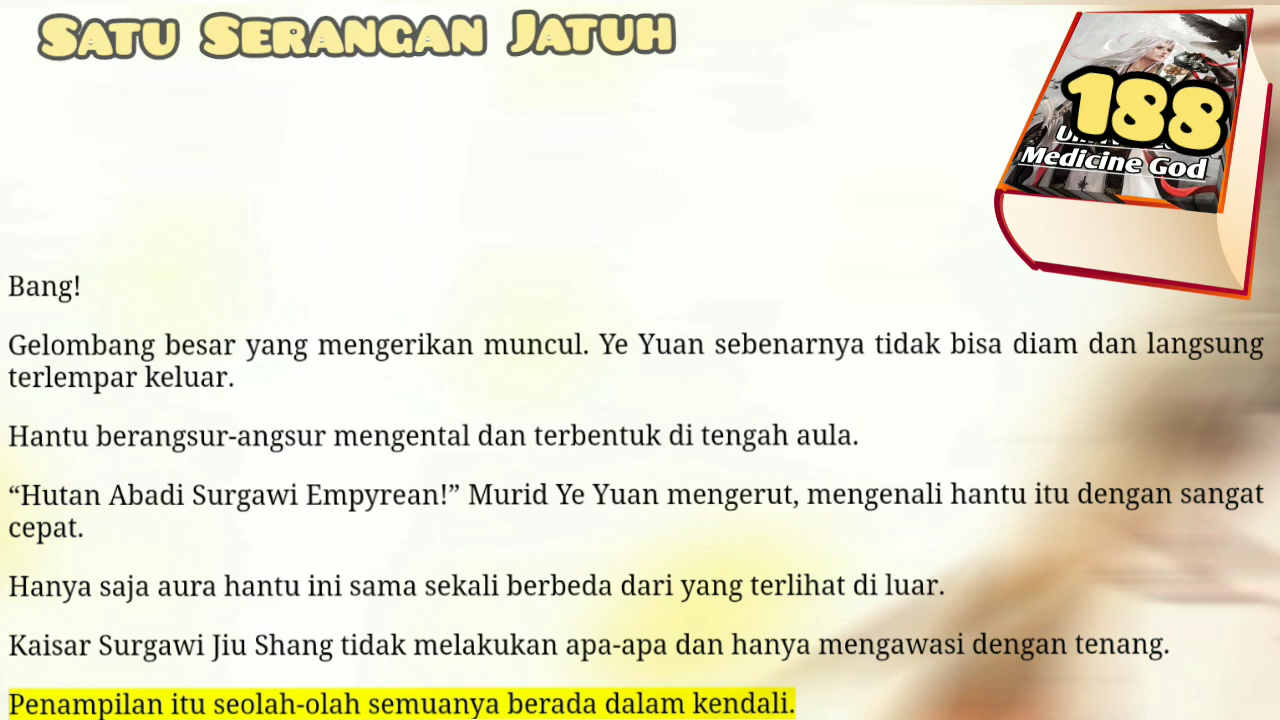 Satu Serangan Jatuh
188
Medicine God
Bang!
Gelombang besar yang mengerikan muncul. Ye Yuan sebenarnya tidak bisa diam dan langsung
terlempar keluar.
Hantu berangsur-angsur mengental dan terbentuk di tengah aula.
“Hutan Abadi Surgawi Empyrean!” Murid Ye Yuan mengerut, mengenali hantu itu dengan sangat
cepat.
Hanya saja aura hantu ini sama sekali berbeda dari yang terlihat di luar.
Kaisar Surgawi Jiu Shang tidak melakukan apa-apa dan hanya mengawasi dengan tenang.
Penampilan itu seolah-olah semuanya berada dalam kendali.